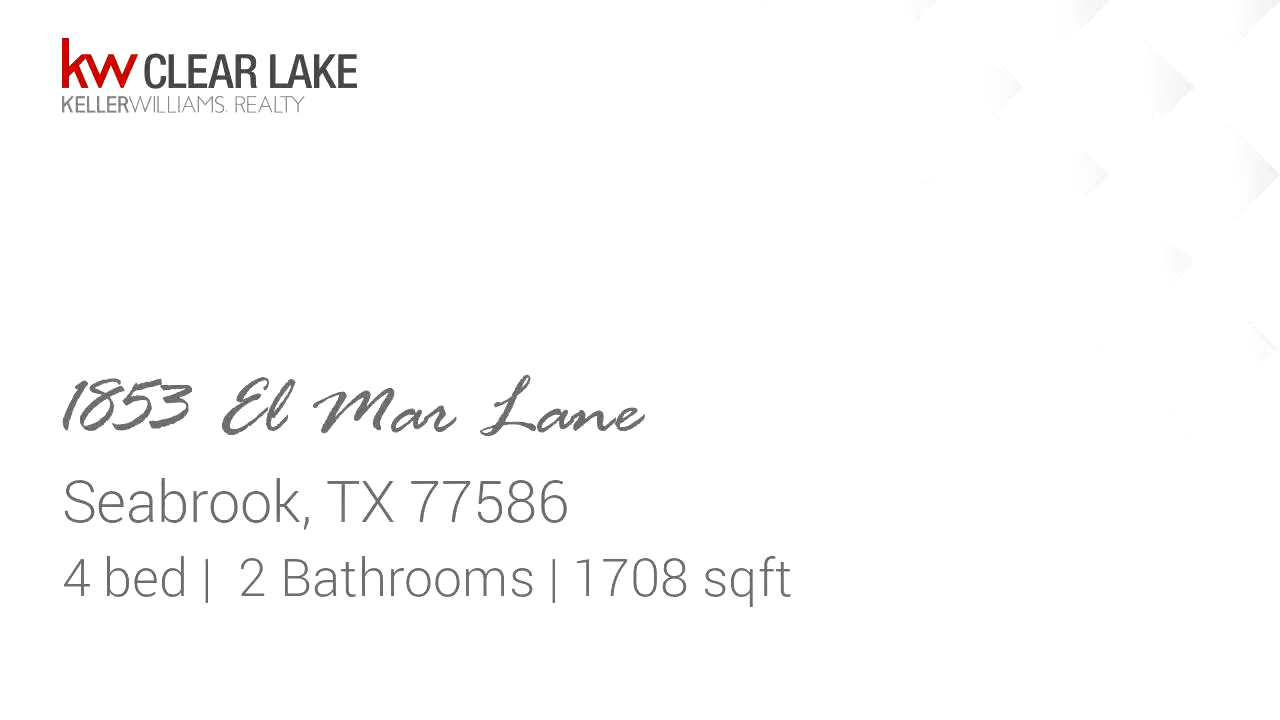 kw CLEAR LAKE
KELLERWILLIAMS. REALTY
1853 El Mar Lane
Seabrook, TX 77586
4 bed | 2 Bathrooms | 1708 sqft